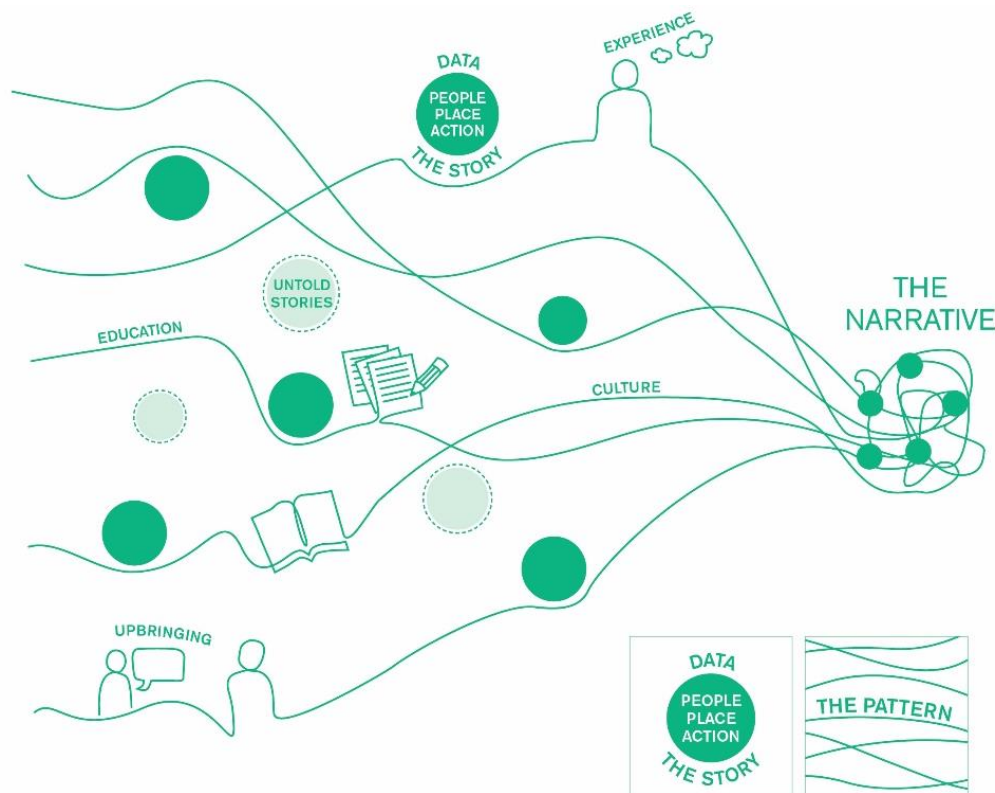 EXPERIENCE
DATA
PEOPLE
PLACE
ACTION
THE STORY
UNTOLD
STORIES
THE
NARRATIVE
EDUCATION
CULTURE
UPBRINGING
DATA
PEOPLE
PLACE
ACTION
THE STORY
THE PATTERN